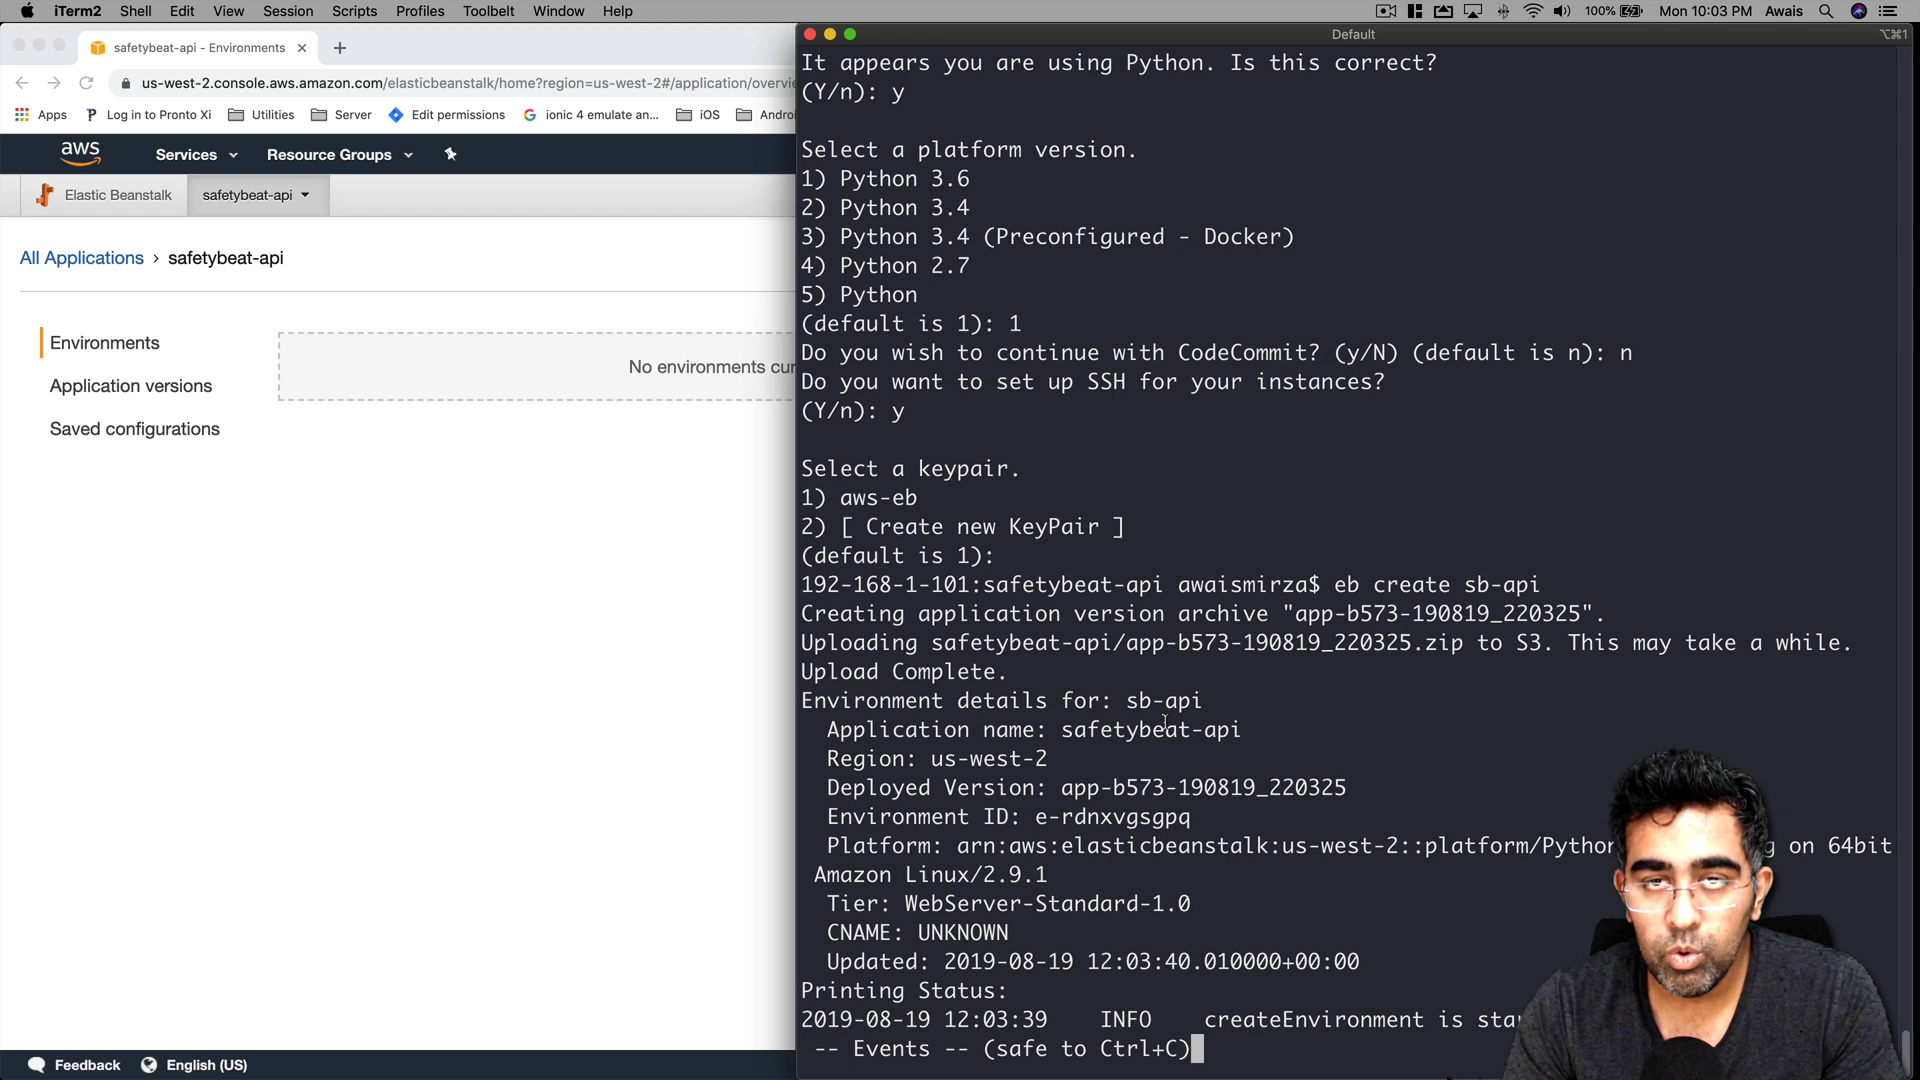 iTerm2 Shell Edit View Session Scripts Profiles Toolbelt Window Help 100% Mon 10:03 PM Awais
safetybeat-api - Environments
Default
⌥⌘1
us-west-2.console.aws.amazon.com/elasticbeanstalk/home?region=us-west-2#/application/overvie
Apps Log in to Pronto Xi Utilities Server Edit permissions ionic 4 emulate an... iOS Androi
aws Services Resource Groups
Elastic Beanstalk safetybeat-api
All Applications > safetybeat-api
Environments
Application versions
Saved configurations
No environments cur
Feedback English (US)
It appears you are using Python. Is this correct?
(Y/n): y
Select a platform version.
1) Python 3.6
2) Python 3.4
3) Python 3.4 (Preconfigured - Docker)
4) Python 2.7
5) Python
(default is 1): 1
Do you wish to continue with CodeCommit? (y/N) (default is n): n
Do you want to set up SSH for your instances?
(Y/n): y
Select a keypair.
1) aws-eb
2) [ Create new KeyPair ]
(default is 1):
192-168-1-101:safetybeat-api awaismirza$ eb create sb-api
Creating application version archive "app-b573-190819_220325".
Uploading safetybeat-api/app-b573-190819_220325.zip to S3. This may take a while.
Upload Complete.
Environment details for: sb-api
Application name: safetybeat-api
Region: us-west-2
Deployed Version: app-b573-190819_220325
Environment ID: e-rdnxvgsgpq
Platform: arn:aws:elasticbeanstalk:us-west-2::platform/Python g on 64bit
Amazon Linux/2.9.1
Tier: WebServer-Standard-1.0
CNAME: UNKNOWN
Updated: 2019-08-19 12:03:40.010000+00:00
Printing Status:
2019-08-19 12:03:39 INFO createEnvironment is sta
-- Events -- (safe to Ctrl+C)